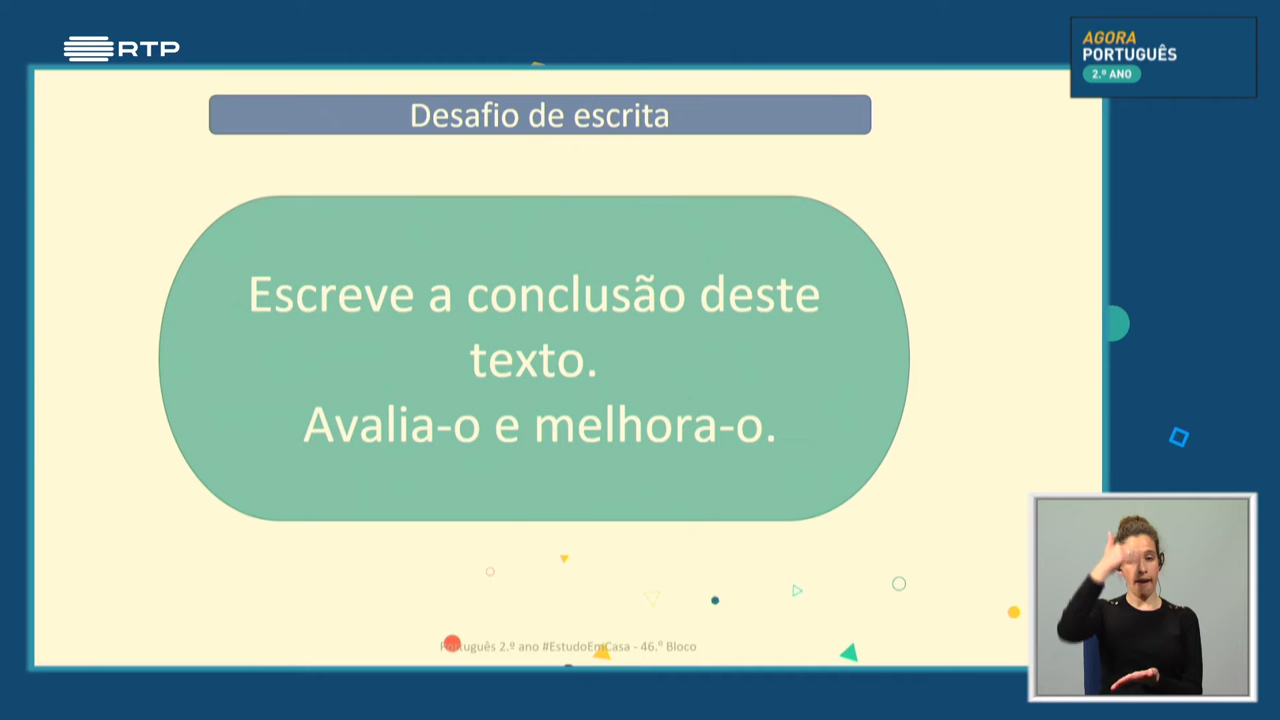 RTP
AGORA
PORTUGUÊS
2.º ANO
Desafio de escrita
Escreve a conclusão deste
texto.
Avalia-o e melhora-o.
Português 2.º ano #EstudoEmCasa - 46.º Bloco